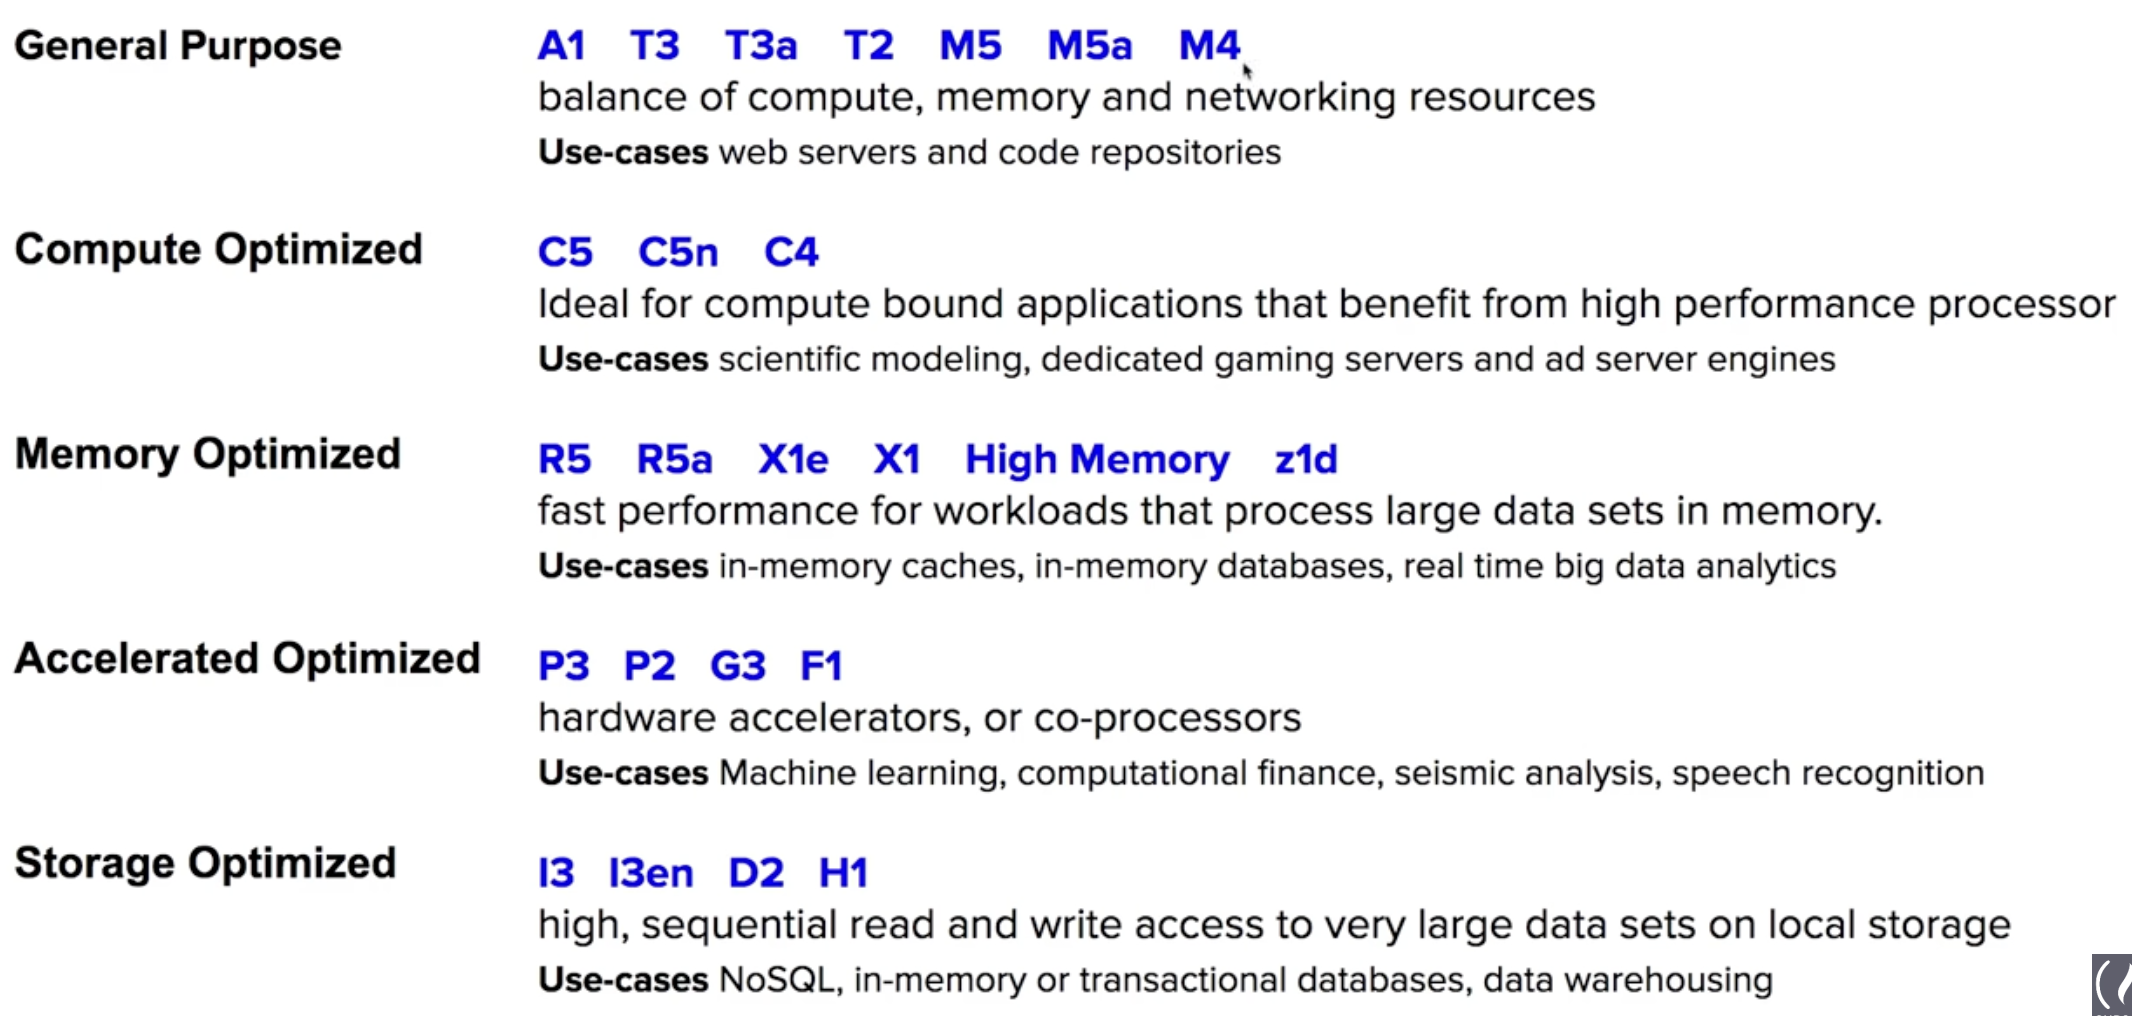 General Purpose
A1 T3 T3a T2 M5 M5a M4
balance of compute, memory and networking resources
Use-cases web servers and code repositories
Compute Optimized
C5 C5n C4
Ideal for compute bound applications that benefit from high performance processor
Use-cases scientific modeling, dedicated gaming servers and ad server engines
Memory Optimized
R5 R5a X1e X1 High Memory z1d
fast performance for workloads that process large data sets in memory.
Use-cases in-memory caches, in-memory databases, real time big data analytics
Accelerated Optimized
P3 P2 G3 F1
hardware accelerators, or co-processors
Use-cases Machine learning, computational finance, seismic analysis, speech recognition
Storage Optimized
I3 I3en D2 H1
high, sequential read and write access to very large data sets on local storage
Use-cases NoSQL, in-memory or transactional databases, data warehousing